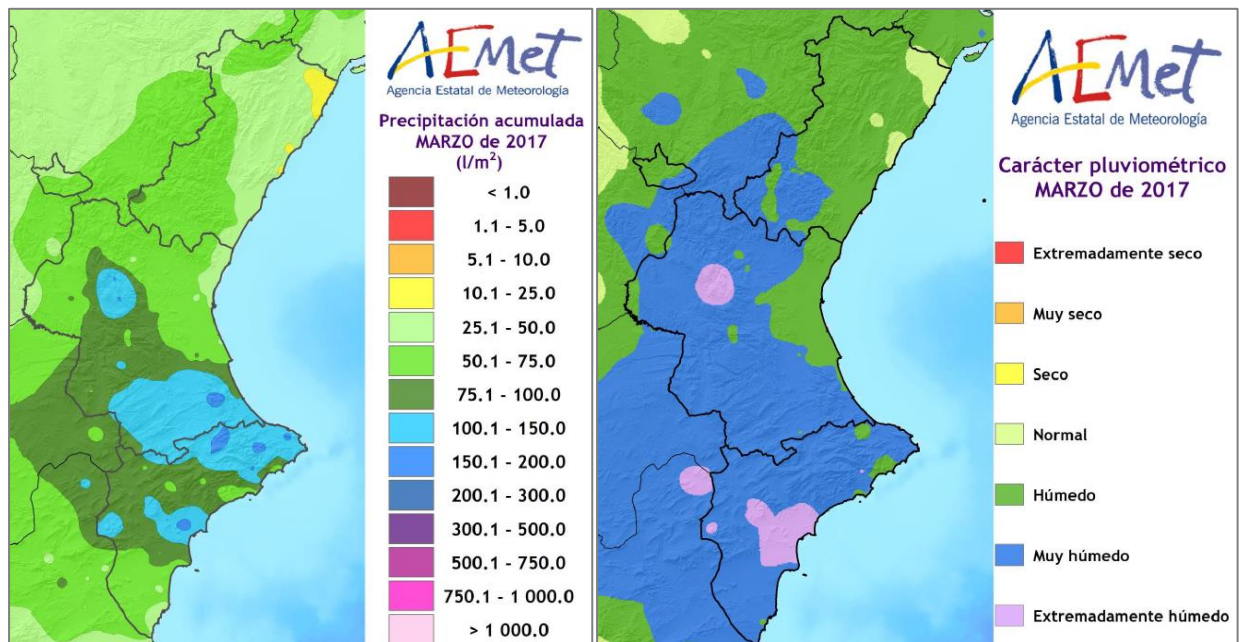 AEMet
Agencia Estatal de Meteorología
Precipitación acumulada
MARZO de 2017
(l/m²)
< 1.0
1.1 - 5.0
5.1 - 10.0
10.1 - 25.0
25.1 - 50.0
50.1 - 75.0
75.1 - 100.0
100.1 - 150.0
150.1 - 200.0
200.1 - 300.0
300.1 - 500.0
500.1 - 750.0
750.1 - 1 000.0
> 1 000.0
AEMet
Agencia Estatal de Meteorología
Carácter pluviométrico
MARZO de 2017
Extremadamente seco
Muy seco
Seco
Normal
Húmedo
Muy húmedo
Extremadamente húmedo